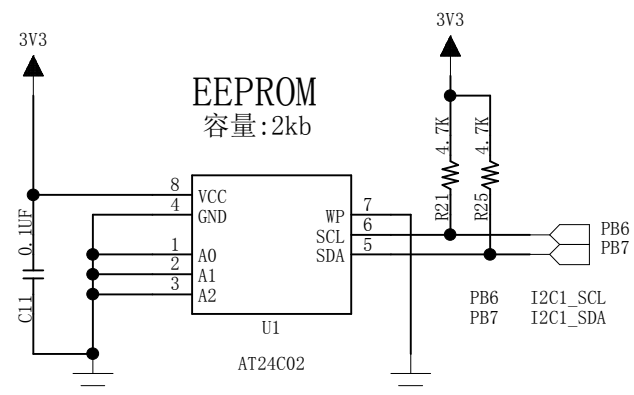 3V3
3V3
EEPROM
容量:2kb
4.7K
4.7K
8 VCC
4 GND
WP 7
PB6
SCL 6
PB7
1 A0
SDA 5
2 A1
3 A2
0.1UF
C11
R21
R25
U1
AT24C02
PB6 I2C1_SCL
PB7 I2C1_SDA